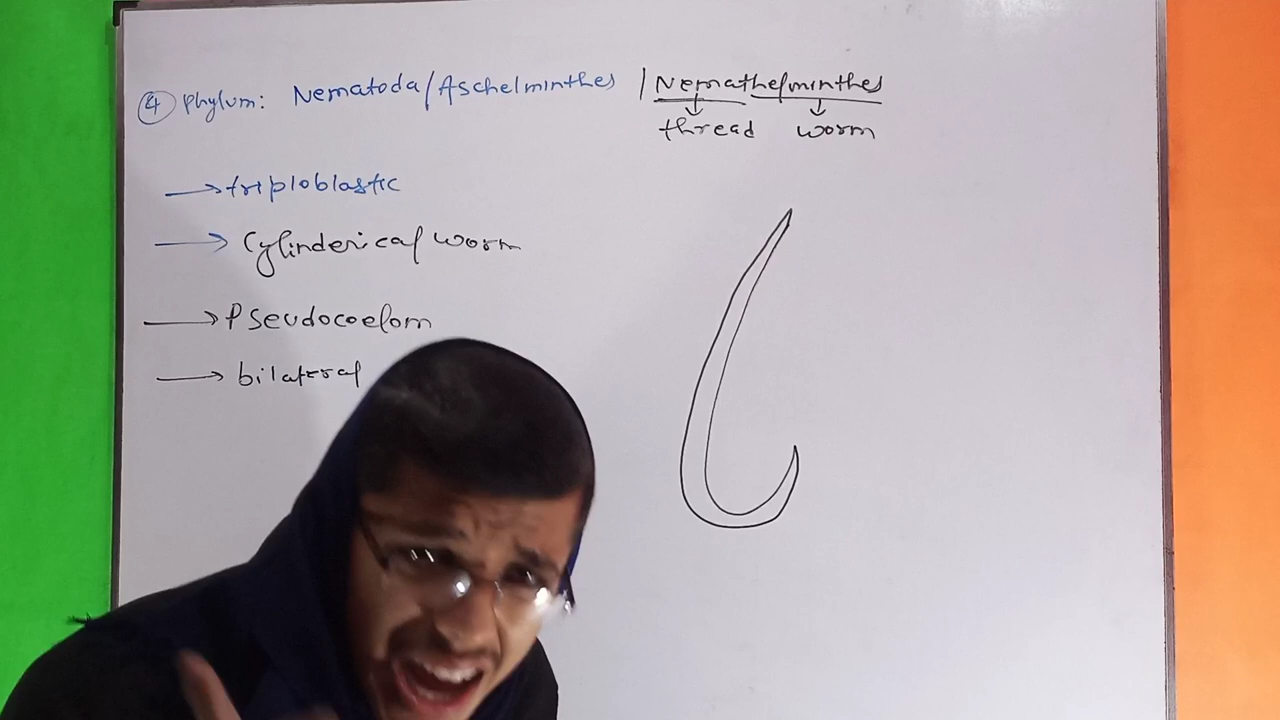 ④ Phylum: Nematoda/Aschelminthes /Nemathelminthes
thread worm
→triploblastic
→ Cylinderical worm
→ Pseudocoelom
→ bilateral